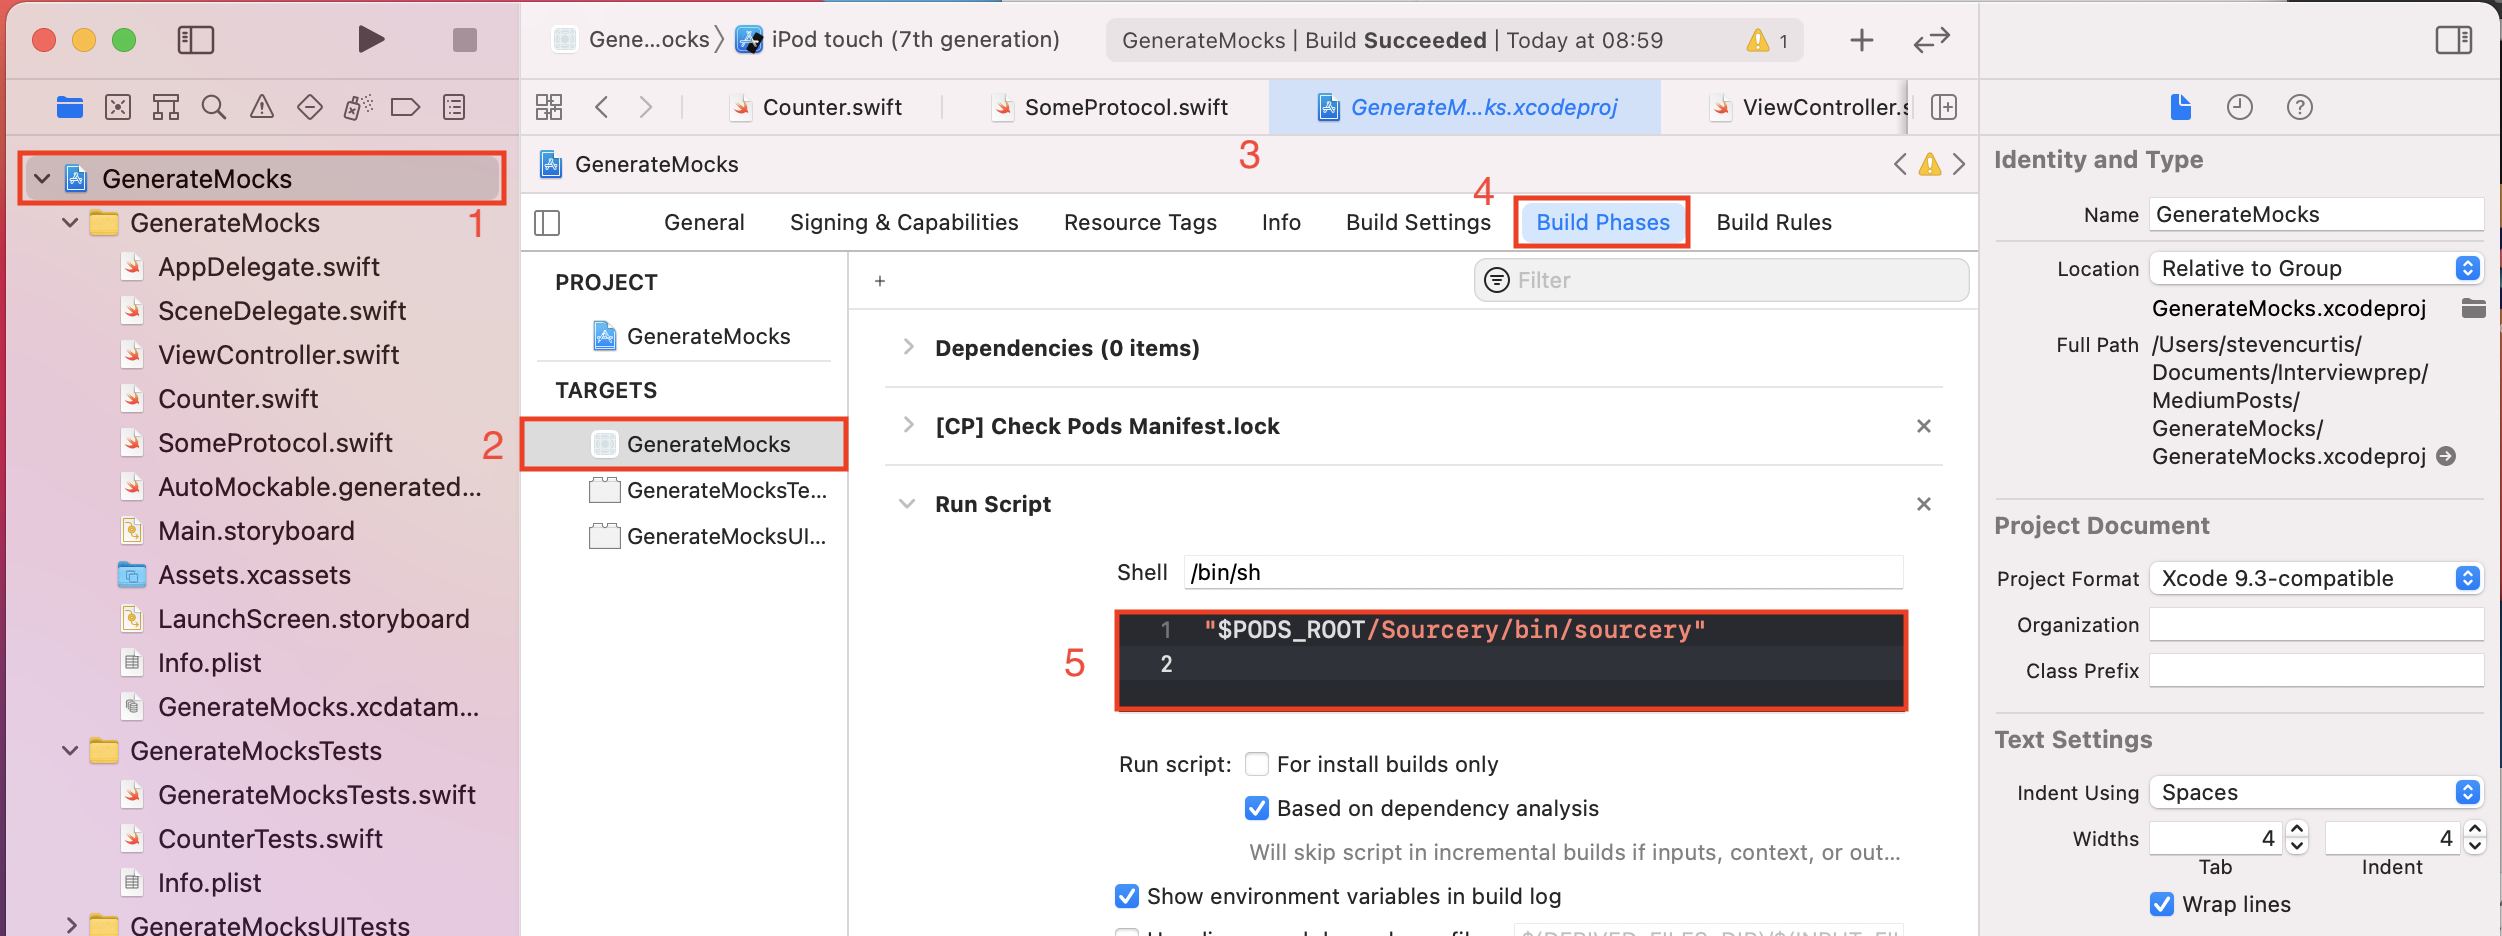 Gene...ocks
iPod touch (7th generation)
GenerateMocks | Build Succeeded | Today at 08:59
1
Counter.swift
SomeProtocol.swift
GenerateM...ks.xcodeproj
ViewController.s
GenerateMocks
1
GenerateMocks
AppDelegate.swift
SceneDelegate.swift
ViewController.swift
Counter.swift
SomeProtocol.swift
AutoMockable.generated...
Main.storyboard
Assets.xcassets
LaunchScreen.storyboard
Info.plist
GenerateMocks.xcdatam...
GenerateMocksTests
GenerateMocksTests.swift
CounterTests.swift
Info.plist
GenerateMocksUITests
GenerateMocks
3
4
General
Signing & Capabilities
Resource Tags
Info
Build Settings
Build Phases
Build Rules
PROJECT
GenerateMocks
TARGETS
2
GenerateMocks
GenerateMocksTe...
GenerateMocksUI...
+
Filter
Dependencies (0 items)
[CP] Check Pods Manifest.lock
Run Script
Shell
/bin/sh
5
1 "$PODS_ROOT/Sourcery/bin/sourcery"
2
Run script:
For install builds only
Based on dependency analysis
Will skip script in incremental builds if inputs, context, or out...
Show environment variables in build log
Identity and Type
Name GenerateMocks
Location Relative to Group
GenerateMocks.xcodeproj
Full Path /Users/stevencurtis/
Documents/Interviewprep/
MediumPosts/
GenerateMocks/
GenerateMocks.xcodeproj
Project Document
Project Format Xcode 9.3-compatible
Organization
Class Prefix
Text Settings
Indent Using Spaces
Widths 4 4
Tab Indent
Wrap lines